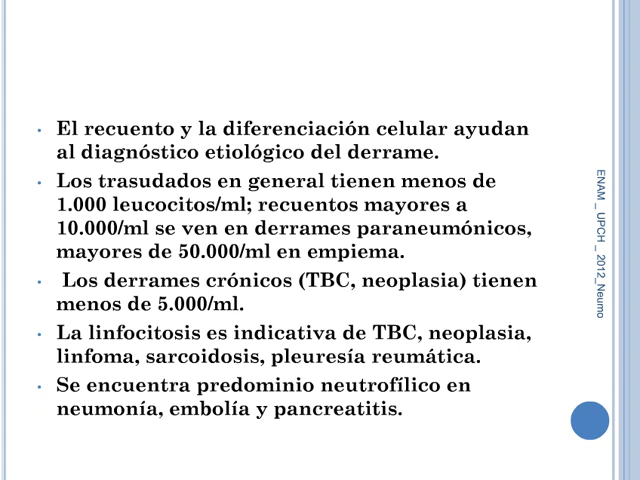 • El recuento y la diferenciación celular ayudan
al diagnóstico etiológico del derrame.
• Los trasudados en general tienen menos de
1.000 leucocitos/ml; recuentos mayores a
10.000/ml se ven en derrames paraneumónicos,
mayores de 50.000/ml en empiema.
• Los derrames crónicos (TBC, neoplasia) tienen
menos de 5.000/ml.
• La linfocitosis es indicativa de TBC, neoplasia,
linfoma, sarcoidosis, pleuresía reumática.
• Se encuentra predominio neutrofílico en
neumonía, embolía y pancreatitis.
ENAM _ UPCH _ 2012_Neumo